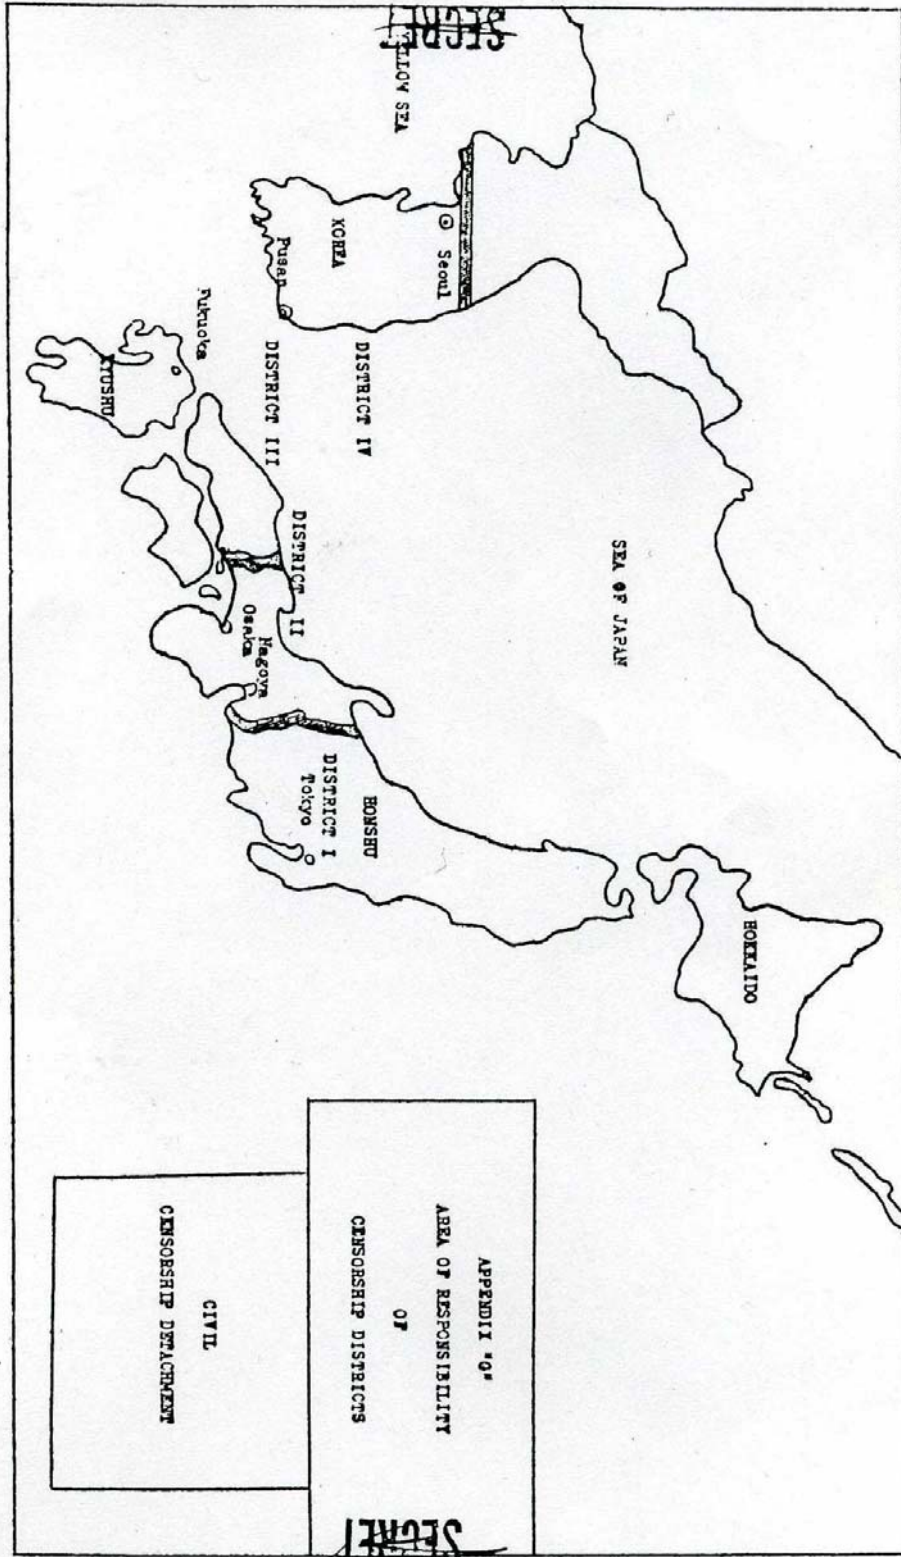 SECRET
YELLOW SEA
KOREA
Seoul
Fusan
Fukuoka
KYUSHU
DISTRICT IV
DISTRICT III
DISTRICT II
SEA OF JAPAN
Nagoya
Osaka
HONSHU
DISTRICT I
Tokyo
HOKKAIDO
APPENDIX "G"
AREA OF RESPONSIBILITY
OF
CENSORSHIP DISTRICTS
CIVIL
CENSORSHIP DETACHMENT
SECRET